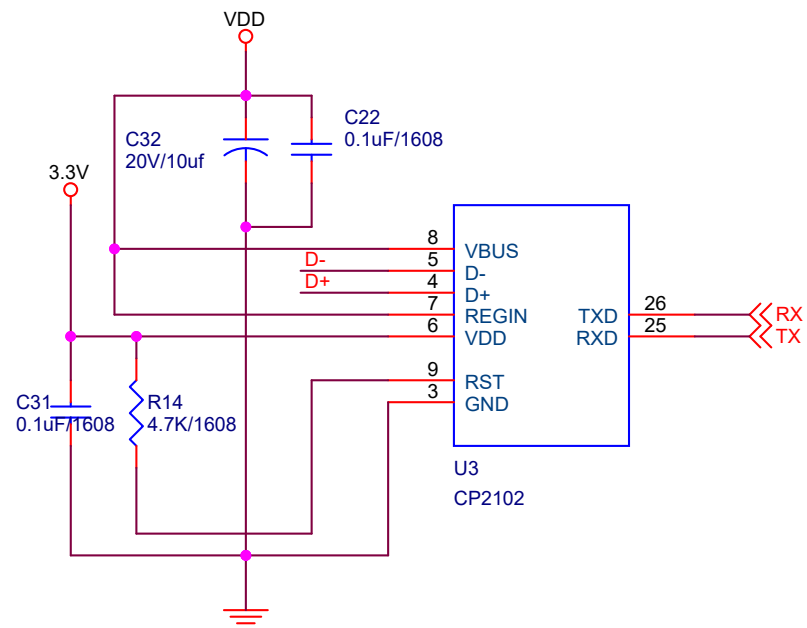 VDD
C32
20V/10uf
C22
0.1uF/1608
3.3V
8
VBUS
D-
5
D-
D+
4
D+
7
REGIN
6
VDD
9
RST
3
GND
TXD
26
RX
RXD
25
TX
C31
0.1uF/1608
R14
4.7K/1608
U3
CP2102